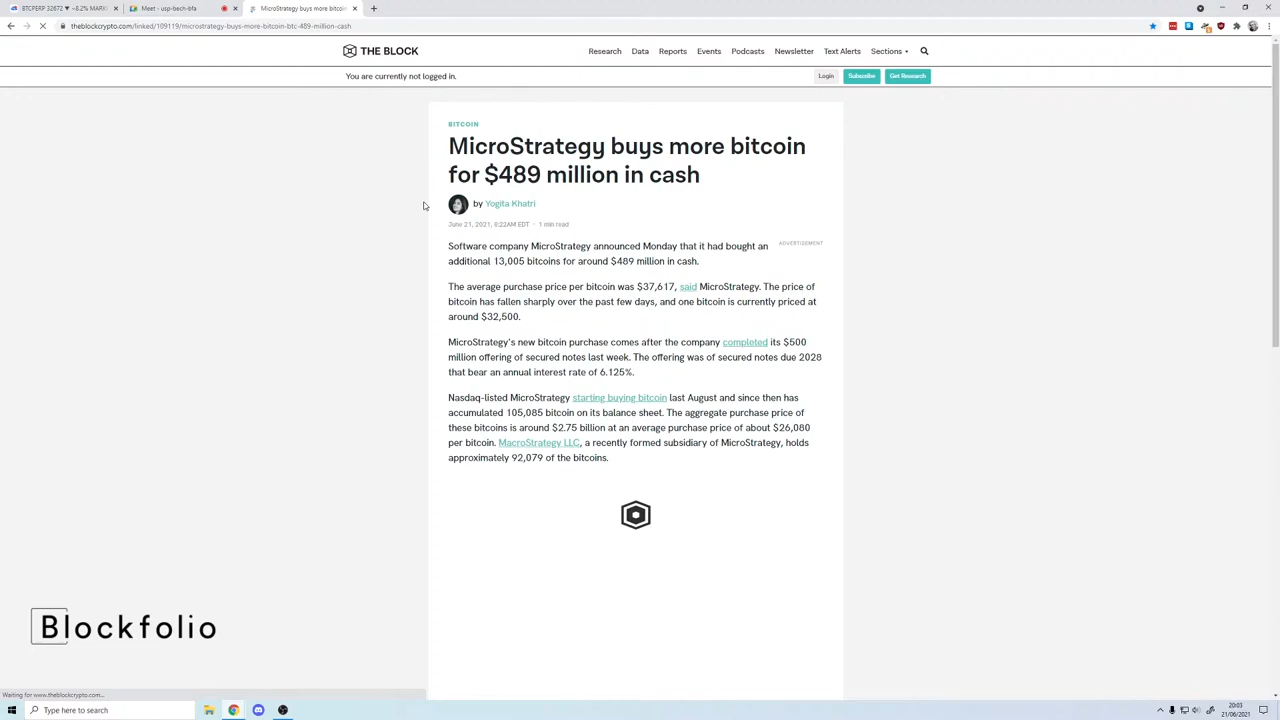 BTCPERP 32672 ▼ −8.2% MARK
Meet - usp-bech-bfa
MicroStrategy buys more bitcoin
theblockcrypto.com/linked/109119/microstrategy-buys-more-bitcoin-btc-489-million-cash
THE BLOCK
Research Data Reports Events Podcasts Newsletter Text Alerts Sections
You are currently not logged in.
Login Subscribe Get Research
BITCOIN
MicroStrategy buys more bitcoin
for $489 million in cash
by Yogita Khatri
June 21, 2021, 8:22AM EDT · 1 min read
ADVERTISEMENT
Software company MicroStrategy announced Monday that it had bought an
additional 13,005 bitcoins for around $489 million in cash.
The average purchase price per bitcoin was $37,617, said MicroStrategy. The price of
bitcoin has fallen sharply over the past few days, and one bitcoin is currently priced at
around $32,500.
MicroStrategy's new bitcoin purchase comes after the company completed its $500
million offering of secured notes last week. The offering was of secured notes due 2028
that bear an annual interest rate of 6.125%.
Nasdaq-listed MicroStrategy starting buying bitcoin last August and since then has
accumulated 105,085 bitcoin on its balance sheet. The aggregate purchase price of
these bitcoins is around $2.75 billion at an average purchase price of about $26,080
per bitcoin. MacroStrategy LLC, a recently formed subsidiary of MicroStrategy, holds
approximately 92,079 of the bitcoins.
Blockfolio
Waiting for www.theblockcrypto.com...
Type here to search
20:03
21/06/2021